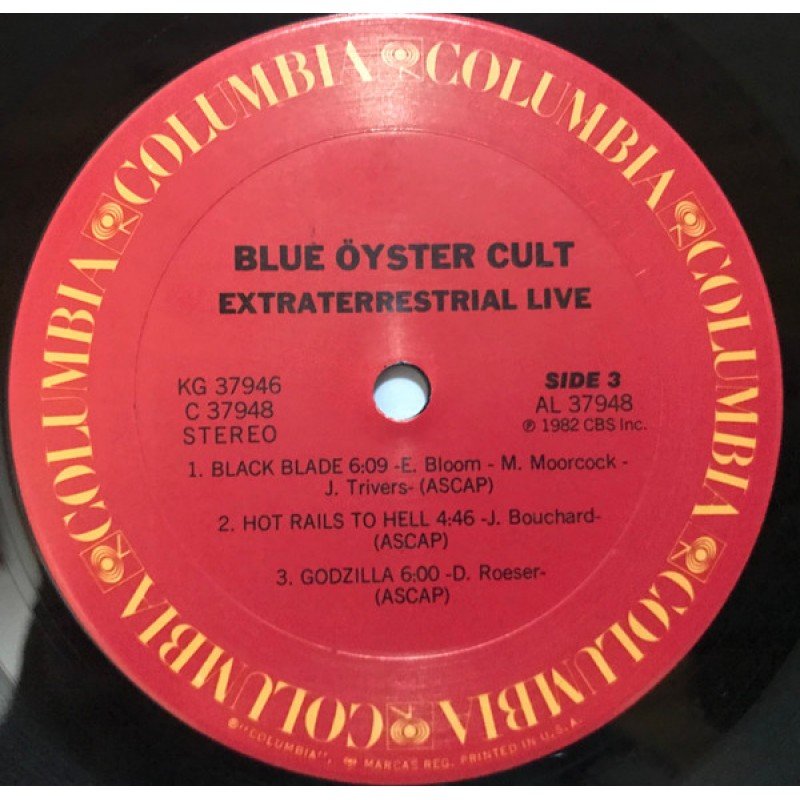 COLUMBIA COLUMBIA COLUMBIA COLUMBIA COLUMBIA COLUMBIA
BLUE ÖYSTER CULT
EXTRATERRESTRIAL LIVE
KG 37946
C 37948
STEREO
SIDE 3
AL 37948
℗ 1982 CBS Inc.
1. BLACK BLADE 6:09 -E. Bloom - M. Moorcock -
J. Trivers- (ASCAP)
2. HOT RAILS TO HELL 4:46 -J. Bouchard-
(ASCAP)
3. GODZILLA 6:00 -D. Roeser-
(ASCAP)
®"COLUMBIA", MARCAS REG. PRINTED IN U.S.A.